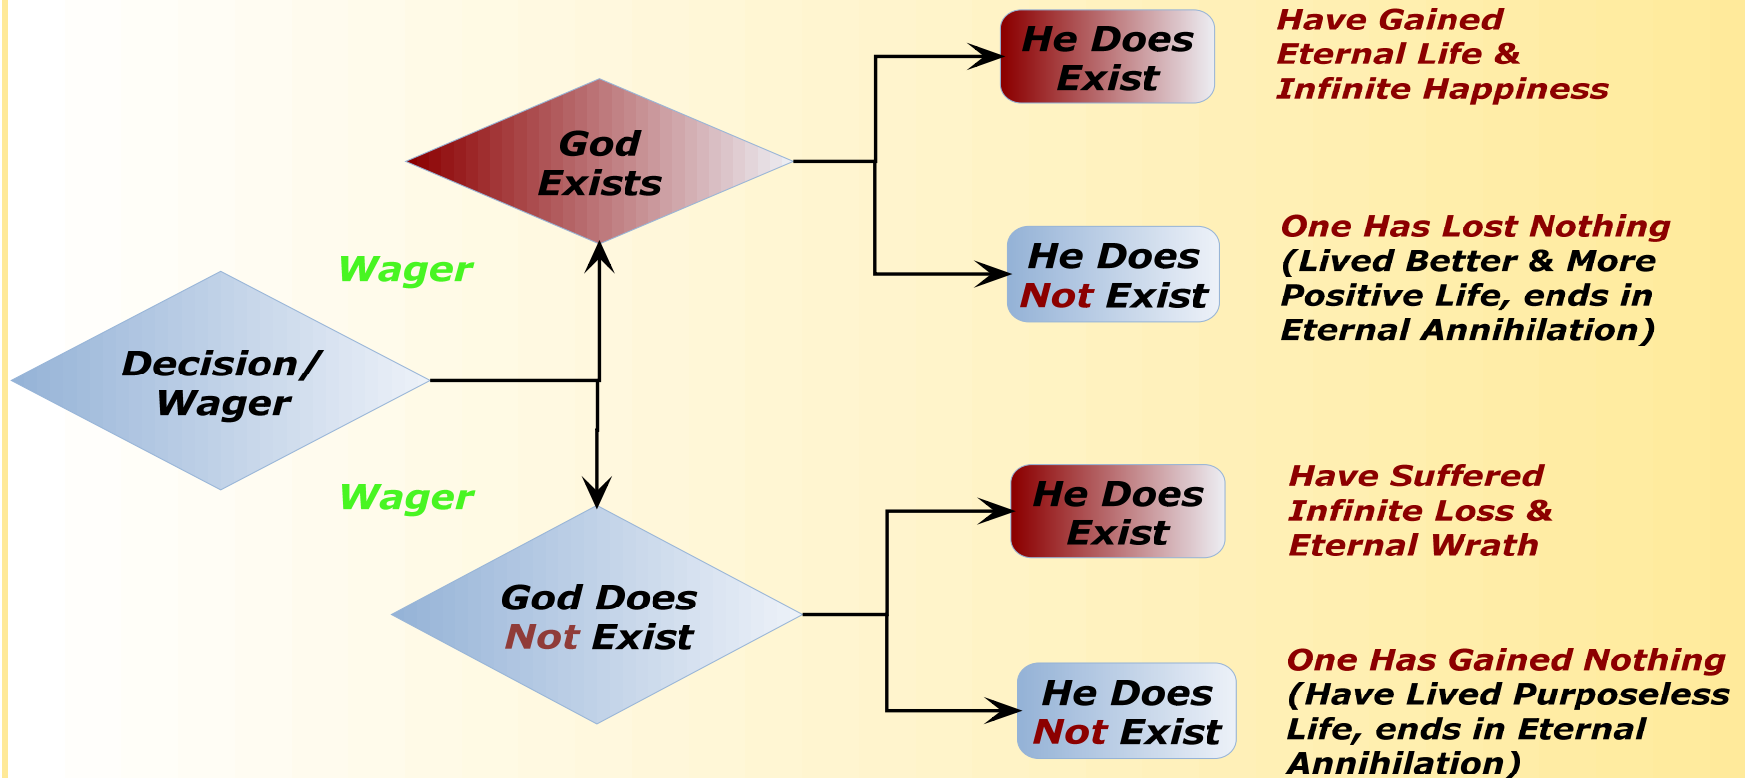 Decision/
Wager
Wager
Wager
God
Exists
God Does
Not Exist
He Does
Exist
Have Gained
Eternal Life &
Infinite Happiness
He Does
Not Exist
One Has Lost Nothing
(Lived Better & More
Positive Life, ends in
Eternal Annihilation)
He Does
Exist
Have Suffered
Infinite Loss &
Eternal Wrath
He Does
Not Exist
One Has Gained Nothing
(Have Lived Purposeless
Life, ends in Eternal
Annihilation)